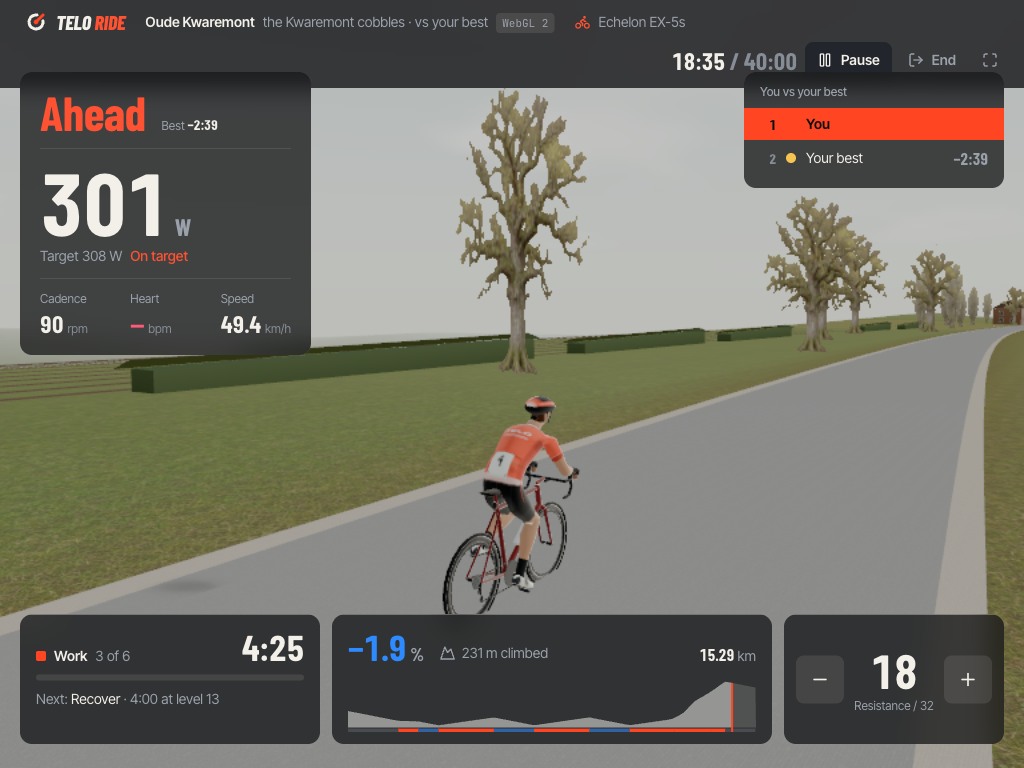 TELO RIDE Oude Kwaremont the Kwaremont cobbles · vs your best WebGL 2 Echelon EX-5s
18:35 / 40:00 Pause End
Ahead Best −2:39
301 W
Target 308 W On target
Cadence Heart Speed
90 rpm — bpm 49.4 km/h
You vs your best
1 You
2 Your best −2:39
Work 3 of 6 4:25
Next: Recover · 4:00 at level 13
−1.9 % 231 m climbed 15.29 km
− 18 +
Resistance / 32